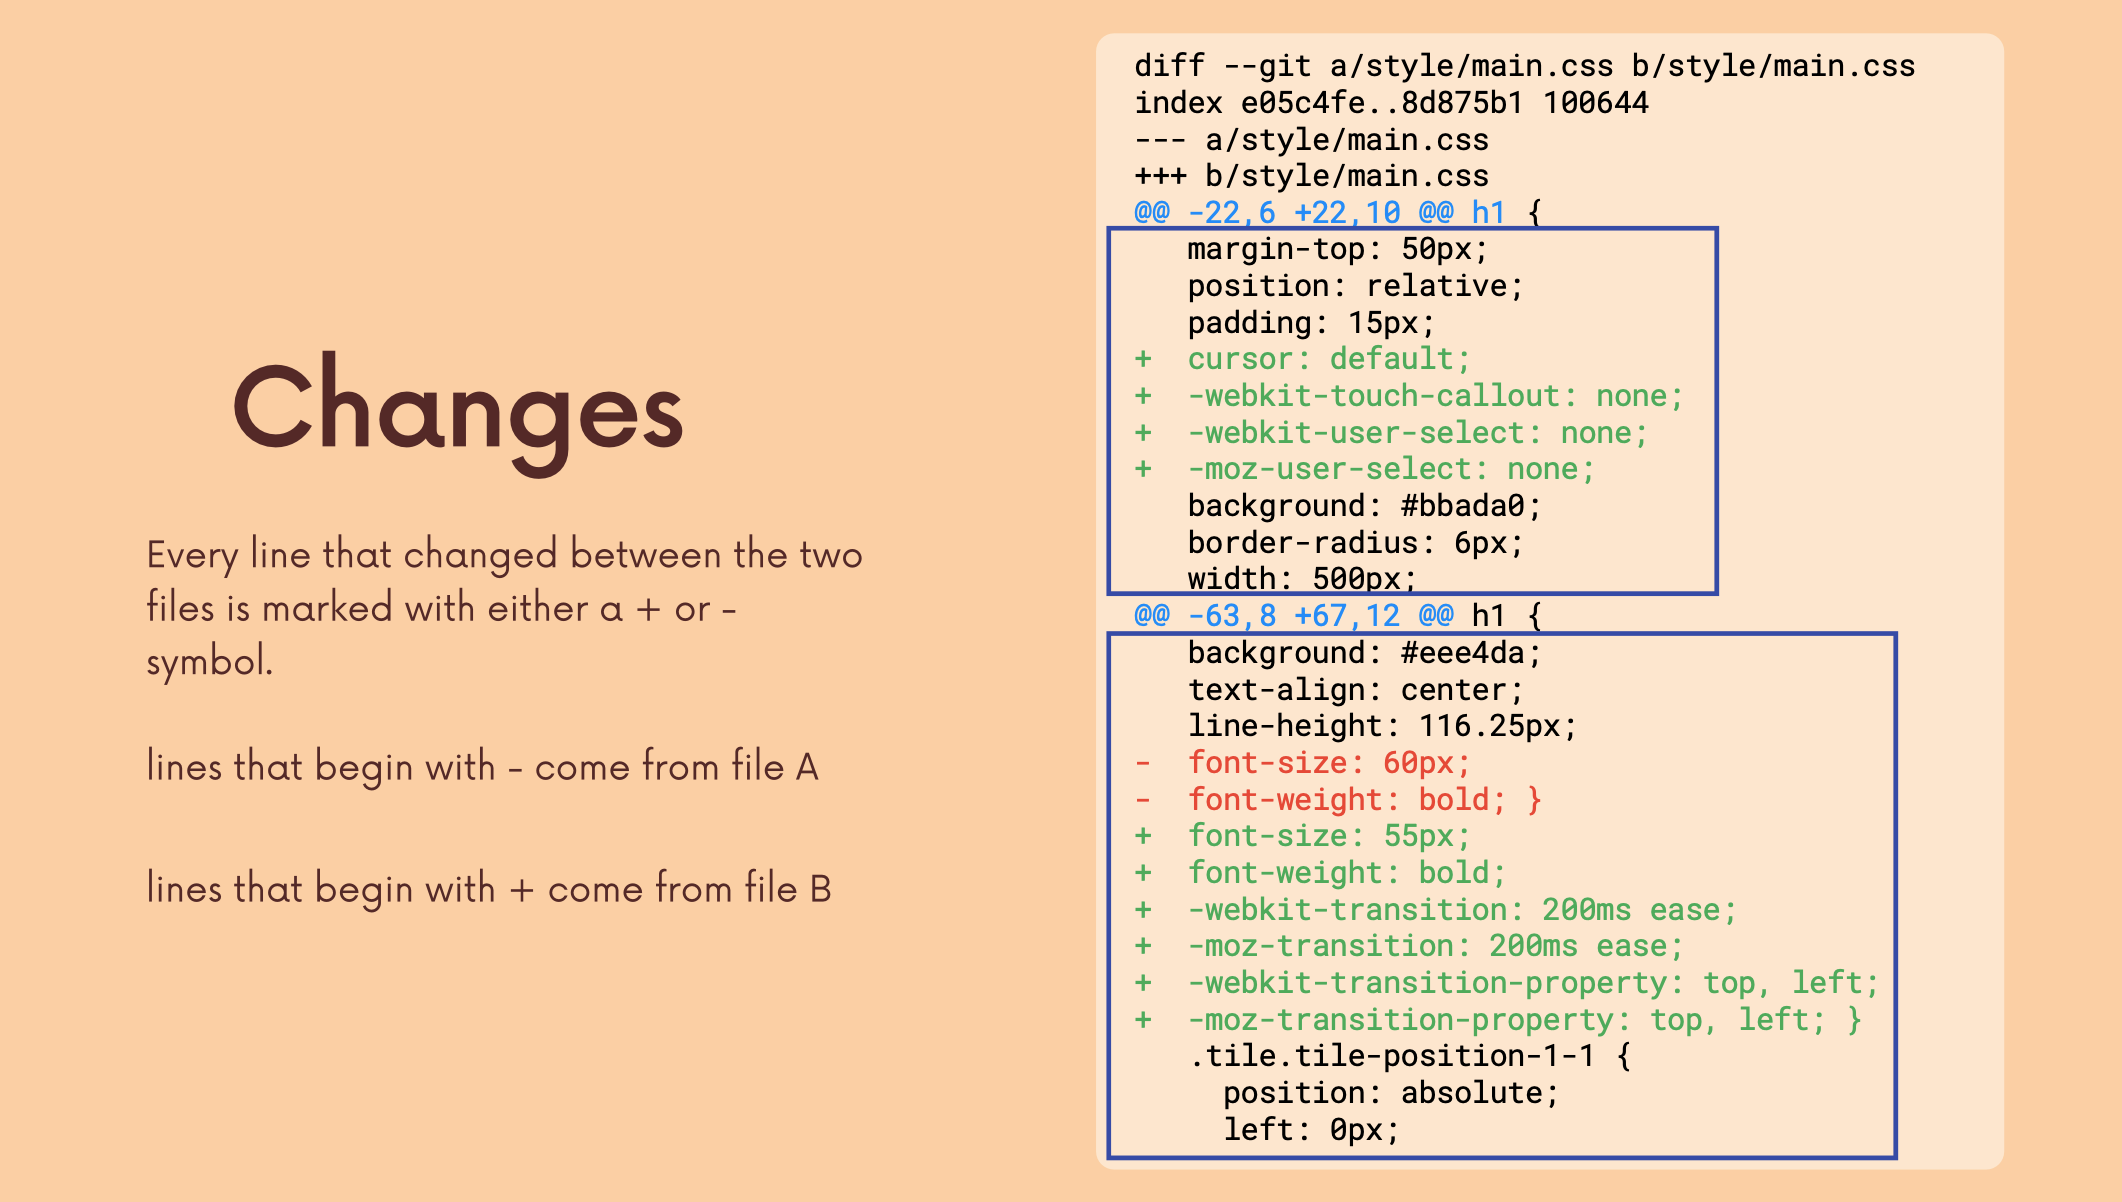 Changes
Every line that changed between the two
files is marked with either a + or -
symbol.
lines that begin with - come from file A
lines that begin with + come from file B
diff --git a/style/main.css b/style/main.css
index e05c4fe..8d875b1 100644
--- a/style/main.css
+++ b/style/main.css
@@ -22,6 +22,10 @@ h1 {
   margin-top: 50px;
   position: relative;
   padding: 15px;
+  cursor: default;
+  -webkit-touch-callout: none;
+  -webkit-user-select: none;
+  -moz-user-select: none;
   background: #bbada0;
   border-radius: 6px;
   width: 500px;
@@ -63,8 +67,12 @@ h1 {
   background: #eee4da;
   text-align: center;
   line-height: 116.25px;
-  font-size: 60px;
-  font-weight: bold; }
+  font-size: 55px;
+  font-weight: bold;
+  -webkit-transition: 200ms ease;
+  -moz-transition: 200ms ease;
+  -webkit-transition-property: top, left;
+  -moz-transition-property: top, left; }
   .tile.tile-position-1-1 {
     position: absolute;
     left: 0px;